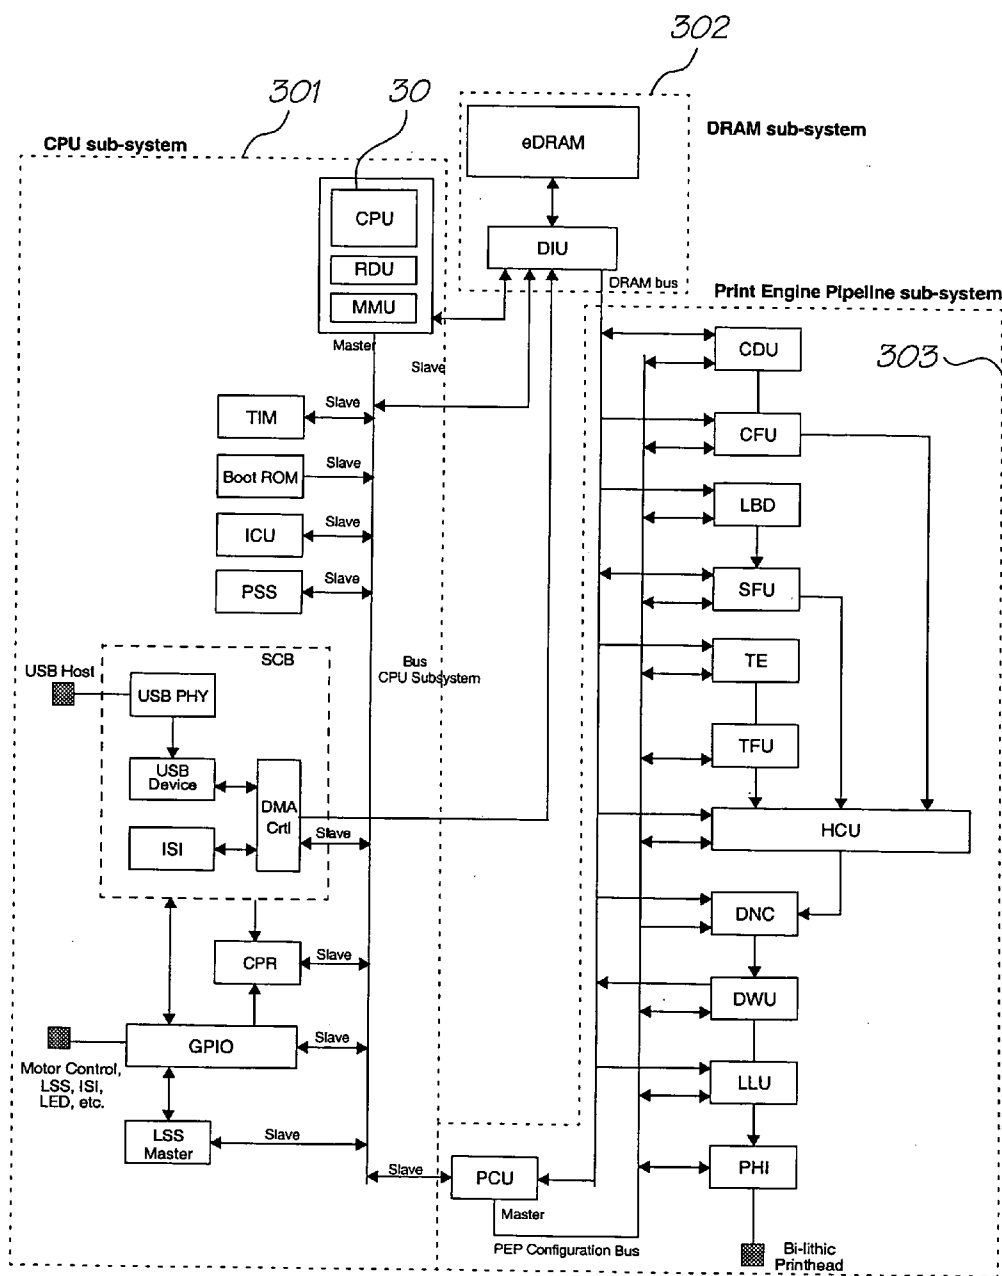 302
301
30
CPU sub-system
DRAM sub-system
eDRAM
CPU
RDU
MMU
DIU
DRAM bus
Print Engine Pipeline sub-system
303
Master
Slave
CDU
TIM
Slave
CFU
Boot ROM
Slave
LBD
ICU
Slave
PSS
Slave
SFU
SCB
TE
USB Host
USB PHY
Bus
CPU Subsystem
TFU
USB
Device
DMA
Crtl
Slave
HCU
ISI
DNC
CPR
Slave
DWU
GPIO
Slave
Motor Control,
LSS, ISI,
LED, etc.
LLU
LSS
Master
Slave
PHI
Slave
PCU
Master
PEP Configuration Bus
Bi-lithic
Printhead